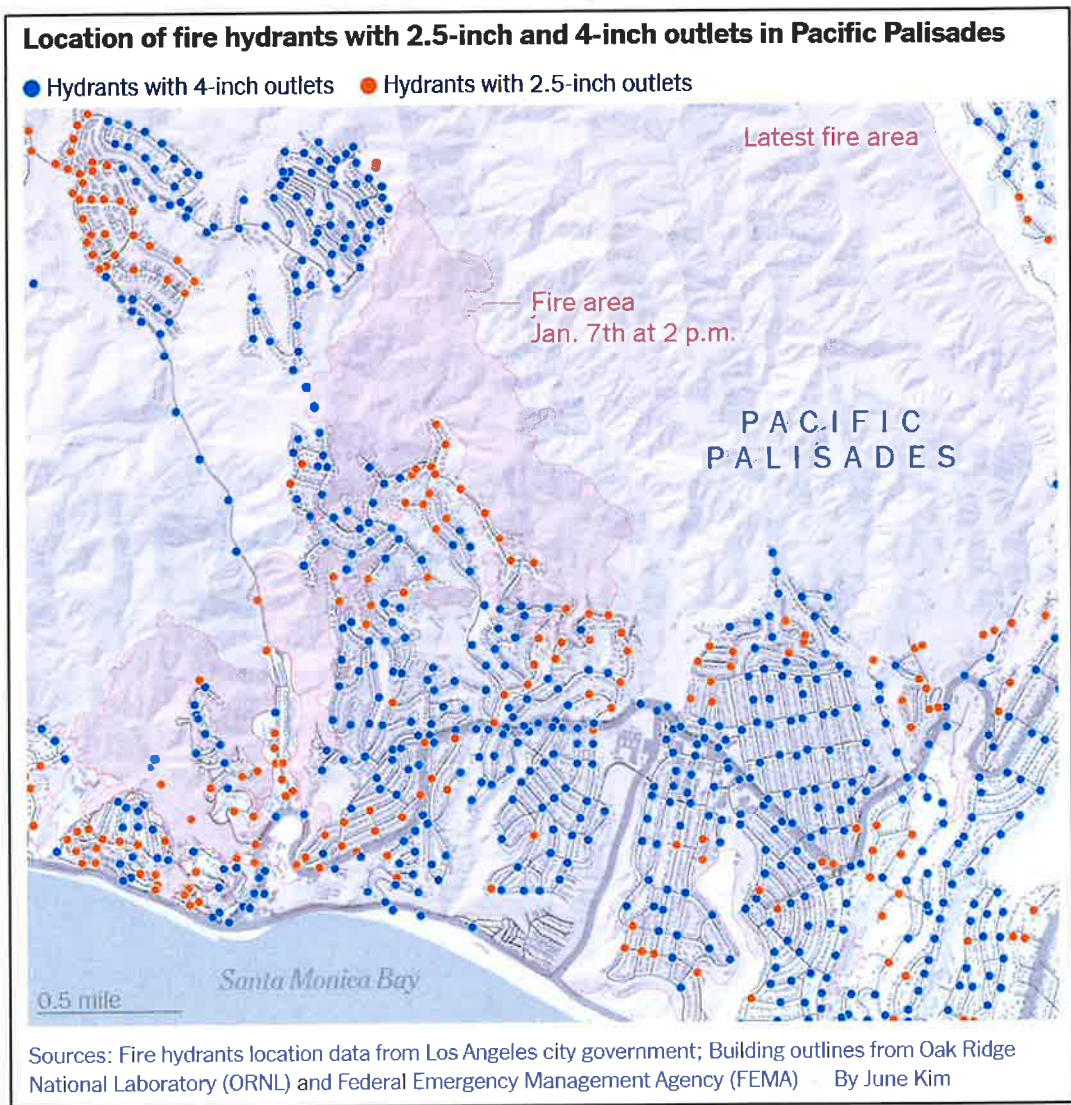 Location of fire hydrants with 2.5-inch and 4-inch outlets in Pacific Palisades
Hydrants with 4-inch outlets
Hydrants with 2.5-inch outlets
Latest fire area
Fire area
Jan. 7th at 2 p.m.
PACIFIC
PALISADES
Santa Monica Bay
0.5 mile
Sources: Fire hydrants location data from Los Angeles city government; Building outlines from Oak Ridge
National Laboratory (ORNL) and Federal Emergency Management Agency (FEMA) By June Kim